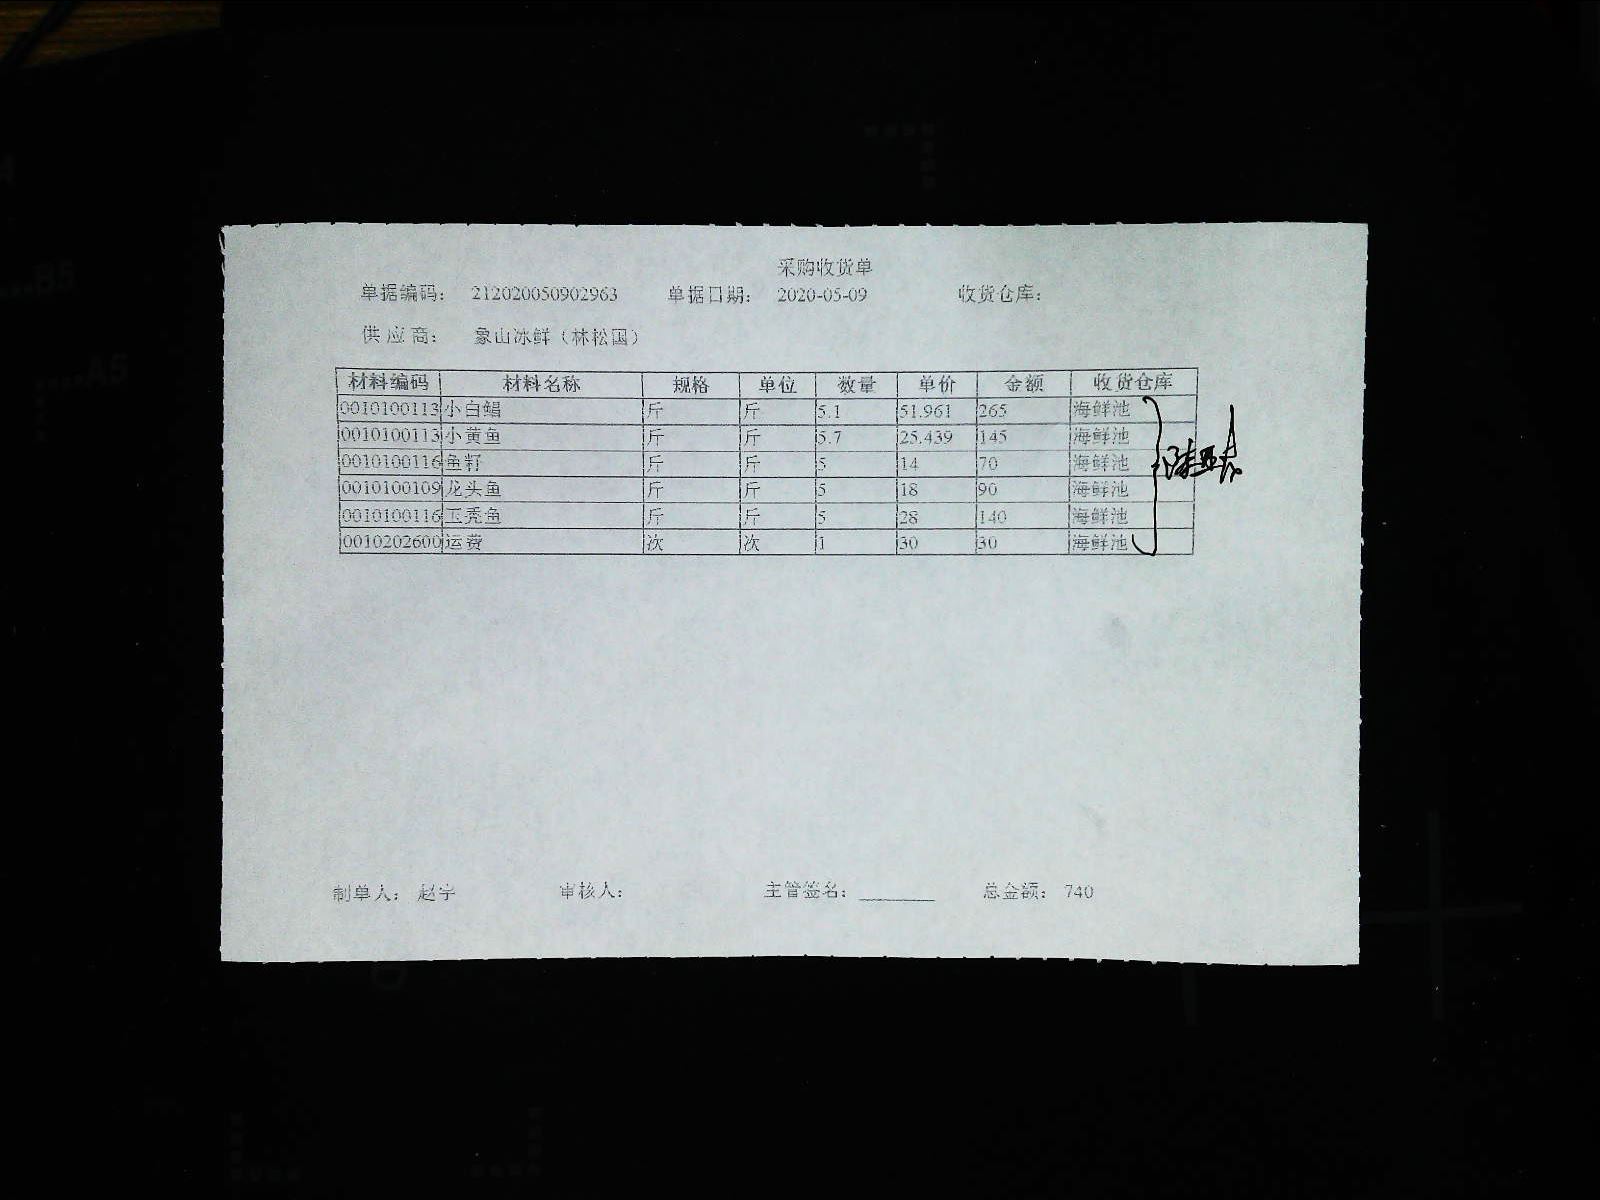 采购收货单
单据编码： 212020050902963 单据日期： 2020-05-09 收货仓库：
供 应 商： 象山冰鲜（林松国）
材料编码 材料名称 规格 单位 数量 单价 金额 收货仓库
0010100113 小白鲳 斤 斤 5.1 51.961 265 海鲜池
0010100113 小黄鱼 斤 斤 5.7 25.439 145 海鲜池
0010100116 鱼籽 斤 斤 5 14 70 海鲜池
0010100109 龙头鱼 斤 斤 5 18 90 海鲜池
0010100116 玉秃鱼 斤 斤 5 28 140 海鲜池
0010202600 运费 次 次 1 30 30 海鲜池
制单人： 赵宇 审核人： 主管签名： 总金额： 740
B5
A5